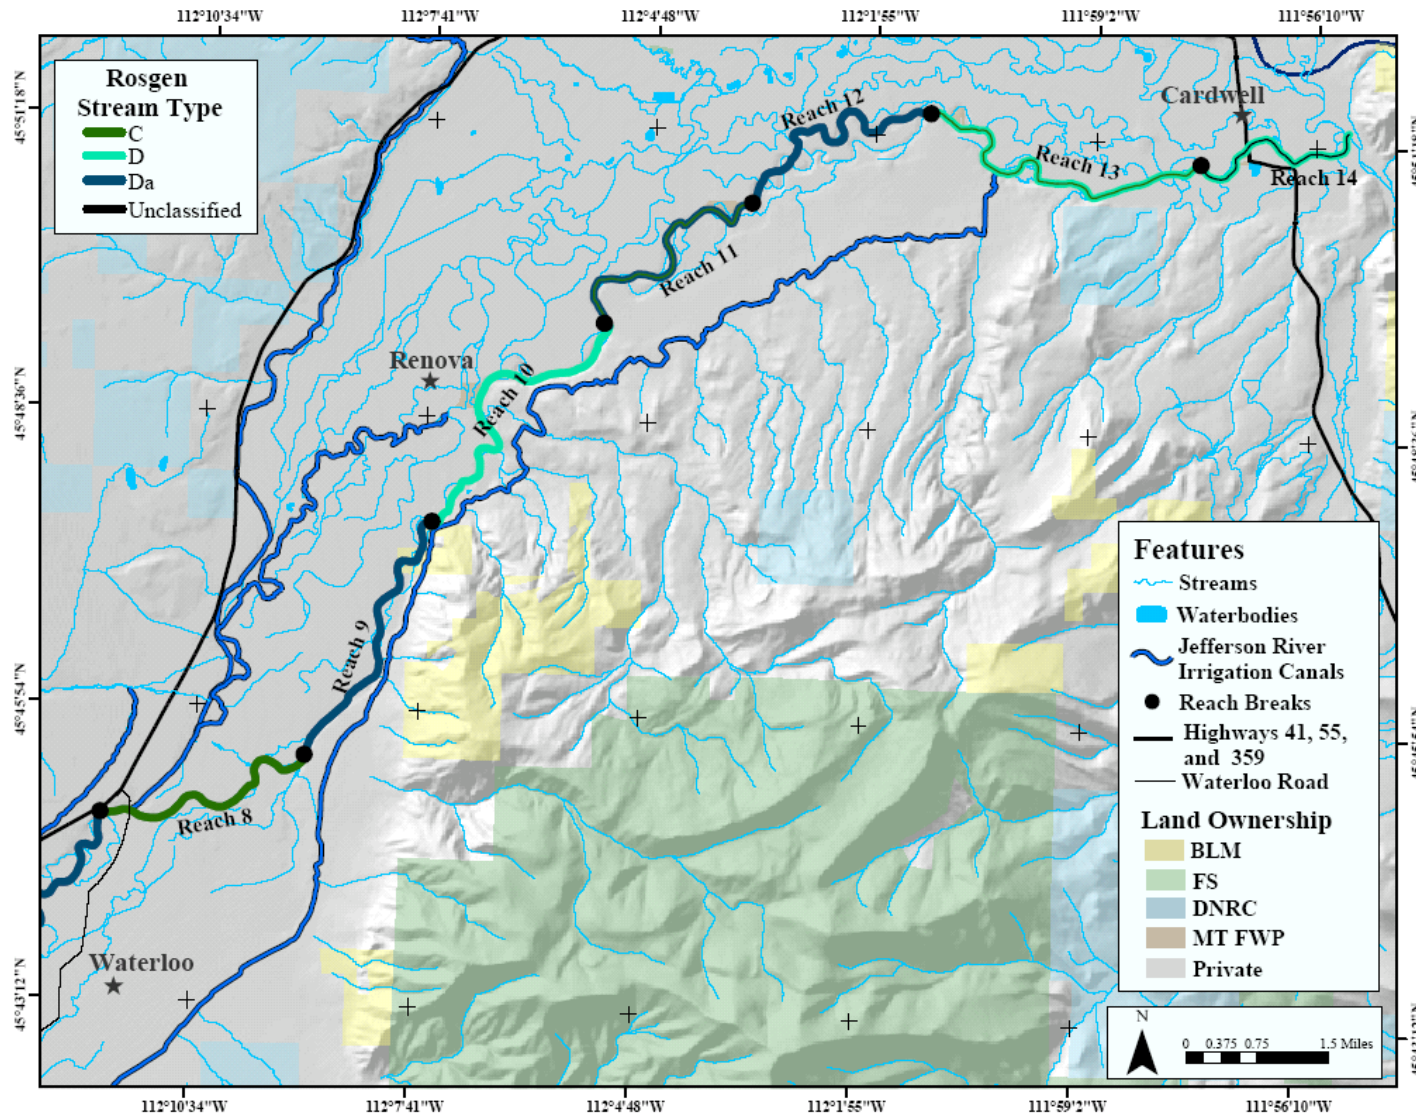 112°10'34"W
112°7'41"W
112°4'48"W
112°1'55"W
111°59'2"W
111°56'10"W
Rosgen
Stream Type
C
D
Da
Unclassified
45°51'18"N
Cardwell
Reach 12
Reach 13
Reach 14
Reach 11
Renova
Reach 10
45°48'36"N
45°48'36"N
Reach 9
Features
Streams
Waterbodies
Jefferson River
Irrigation Canals
Reach Breaks
Highways 41, 55,
and 359
Waterloo Road
Land Ownership
BLM
FS
DNRC
MT FWP
Private
45°45'54"N
Reach 8
Waterloo
45°43'12"N
N
0 0.375 0.75 1.5 Miles
112°10'34"W
112°7'41"W
112°4'48"W
112°1'55"W
111°59'2"W
111°56'10"W